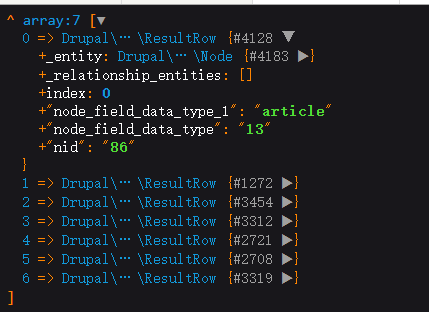 ^ array:7 [▼
0 => Drupal\…\ResultRow {#4128 ▼
+_entity: Drupal\…\Node {#4183 ▶}
+_relationship_entities: []
+index: 0
+"node_field_data_type_1": "article"
+"node_field_data_type": "13"
+"nid": "86"
}
1 => Drupal\…\ResultRow {#1272 ▶}
2 => Drupal\…\ResultRow {#3454 ▶}
3 => Drupal\…\ResultRow {#3312 ▶}
4 => Drupal\…\ResultRow {#2721 ▶}
5 => Drupal\…\ResultRow {#2708 ▶}
6 => Drupal\…\ResultRow {#3319 ▶}
]